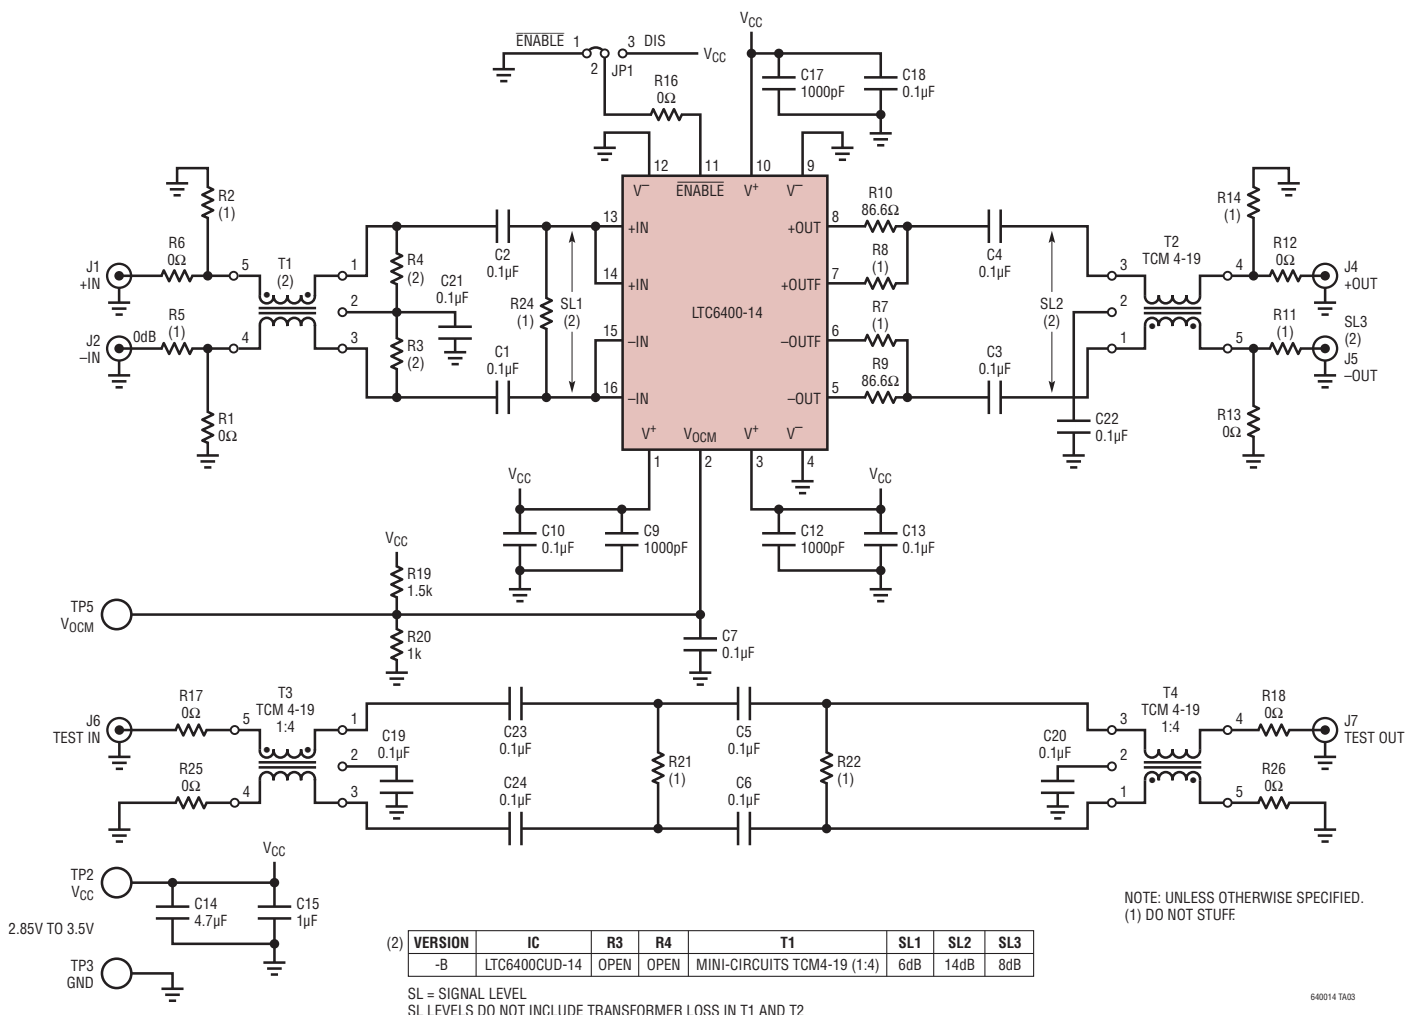 VCC
ENABLE 1
3 DIS
VCC
2 JP1
R16
0Ω
C17
1000pF
C18
0.1µF
12
11
10
9
V−
ENABLE
V+
V−
R2
(1)
R6
0Ω
J1
+IN
5
T1
(2)
1
R4
(2)
C21
0.1µF
2
C2
0.1µF
R24
(1)
SL1
(2)
13
+IN
14
+IN
15
−IN
16
−IN
LTC6400-14
+OUT
8
+OUTF
7
−OUTF
6
−OUT
5
R10
86.6Ω
R8
(1)
R7
(1)
R9
86.6Ω
C4
0.1µF
SL2
(2)
C3
0.1µF
3
T2
TCM 4-19
4
2
1
5
R14
(1)
R12
0Ω
J4
+OUT
R11
(1)
SL3
(2)
J5
−OUT
J2
−IN
0dB
R5
(1)
4
3
R3
(2)
C1
0.1µF
R1
0Ω
C22
0.1µF
R13
0Ω
V+
VOCM
V+
V−
1
2
3
4
VCC
C10
0.1µF
C9
1000pF
VCC
C12
1000pF
C13
0.1µF
VCC
R19
1.5k
TP5
VOCM
R20
1k
C7
0.1µF
J6
TEST IN
R17
0Ω
5
T3
TCM 4-19
1:4
1
2
C19
0.1µF
R25
0Ω
4
3
C23
0.1µF
C24
0.1µF
R21
(1)
C5
0.1µF
C6
0.1µF
R22
(1)
C20
0.1µF
3
2
1
T4
TCM 4-19
1:4
4
5
R18
0Ω
J7
TEST OUT
R26
0Ω
TP2
VCC
VCC
C14
4.7µF
C15
1µF
2.85V TO 3.5V
TP3
GND
NOTE: UNLESS OTHERWISE SPECIFIED.
(1) DO NOT STUFF.
(2) VERSION IC R3 R4 T1 SL1 SL2 SL3
-B LTC6400CUD-14 OPEN OPEN MINI-CIRCUITS TCM4-19 (1:4) 6dB 14dB 8dB
SL = SIGNAL LEVEL
SL LEVELS DO NOT INCLUDE TRANSFORMER LOSS IN T1 AND T2
640014 TA03